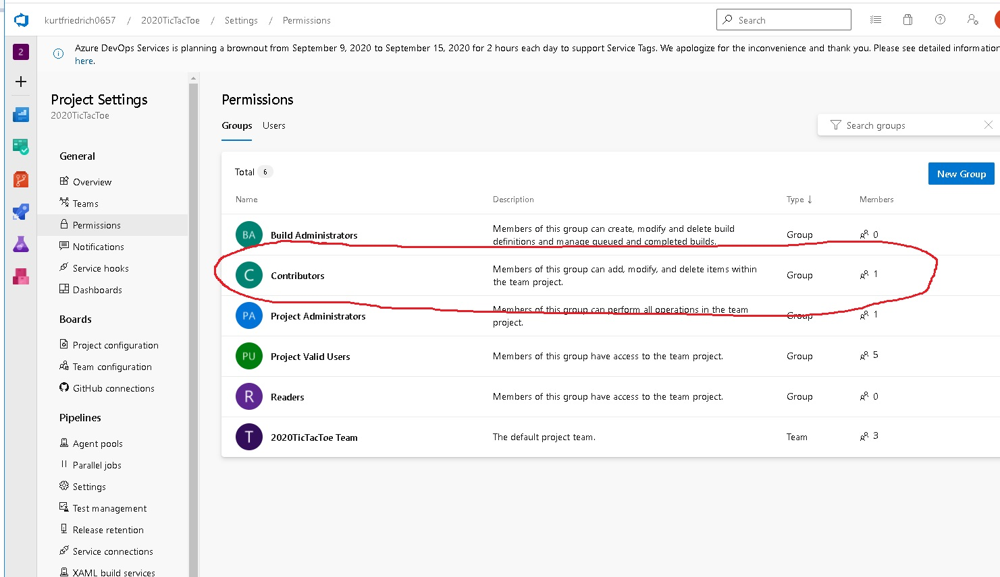 kurtfriedrich0657 / 2020TicTacToe / Settings / Permissions
Search
2
Azure DevOps Services is planning a brownout from September 9, 2020 to September 15, 2020 for 2 hours each day to support Service Tags. We apologize for the inconvenience and thank you. Please see detailed information
here.
Project Settings
2020TicTacToe
General
Overview
Teams
Permissions
Notifications
Service hooks
Dashboards
Boards
Project configuration
Team configuration
GitHub connections
Pipelines
Agent pools
Parallel jobs
Settings
Test management
Release retention
Service connections
XAML build services
Permissions
Groups Users
Search groups
Total 6
New Group
Name Description Type ↓ Members
BA Build Administrators Members of this group can create, modify and delete build Group 0
definitions and manage queued and completed builds.
C Contributors Members of this group can add, modify, and delete items within Group 1
the team project.
PA Project Administrators Members of this group can perform all operations in the team Group 1
project.
PU Project Valid Users Members of this group have access to the team project. Group 5
R Readers Members of this group have access to the team project. Group 0
T 2020TicTacToe Team The default project team. Team 3